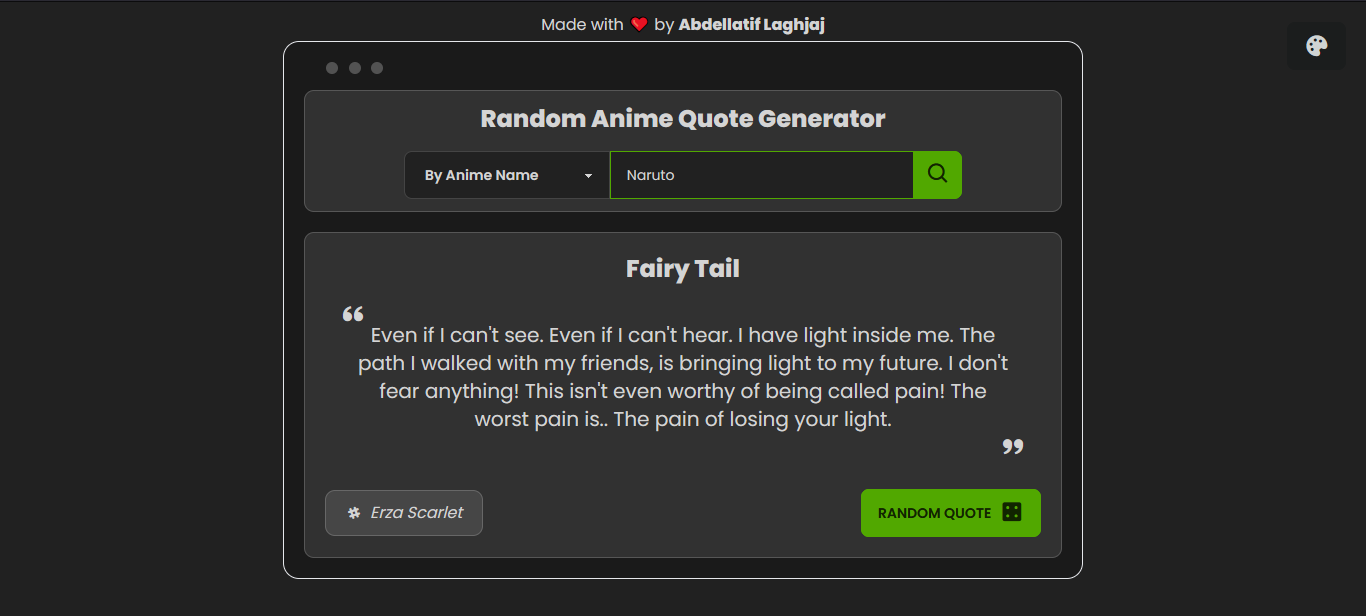 Made with ❤️ by Abdellatif Laghjaj
Random Anime Quote Generator
By Anime Name
Naruto
Fairy Tail
“
Even if I can't see. Even if I can't hear. I have light inside me. The
path I walked with my friends, is bringing light to my future. I don't
fear anything! This isn't even worthy of being called pain! The
worst pain is.. The pain of losing your light.
”
Erza Scarlet
RANDOM QUOTE